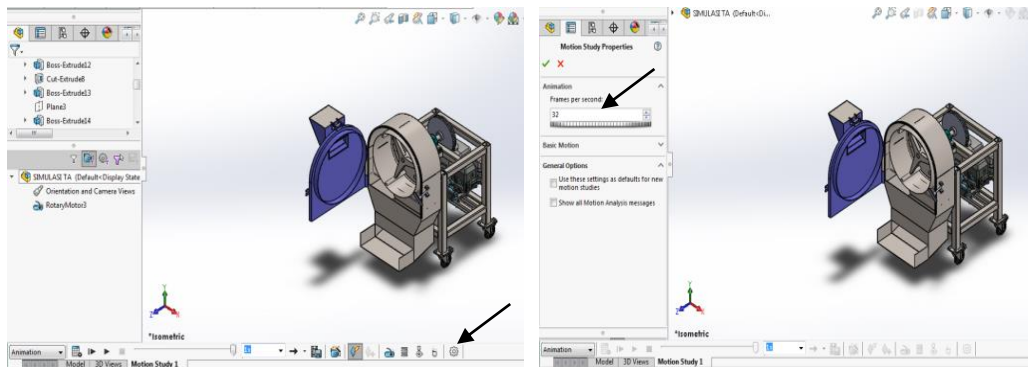 Boss-Extrude12
Cut-Extrude8
Boss-Extrude13
Plane3
Boss-Extrude14
SIMULASI TA (Default<Display State
Orientation and Camera Views
RotaryMotor3
*Isometric
Animation
Model 3D Views Motion Study 1
SIMULASI TA (Default<Di...
Motion Study Properties
Animation
Frames per second:
32
Basic Motion
General Options
Use these settings as defaults for new
motion studies
Show all Motion Analysis messages
*Isometric
Animation
Model 3D Views Motion Study 1